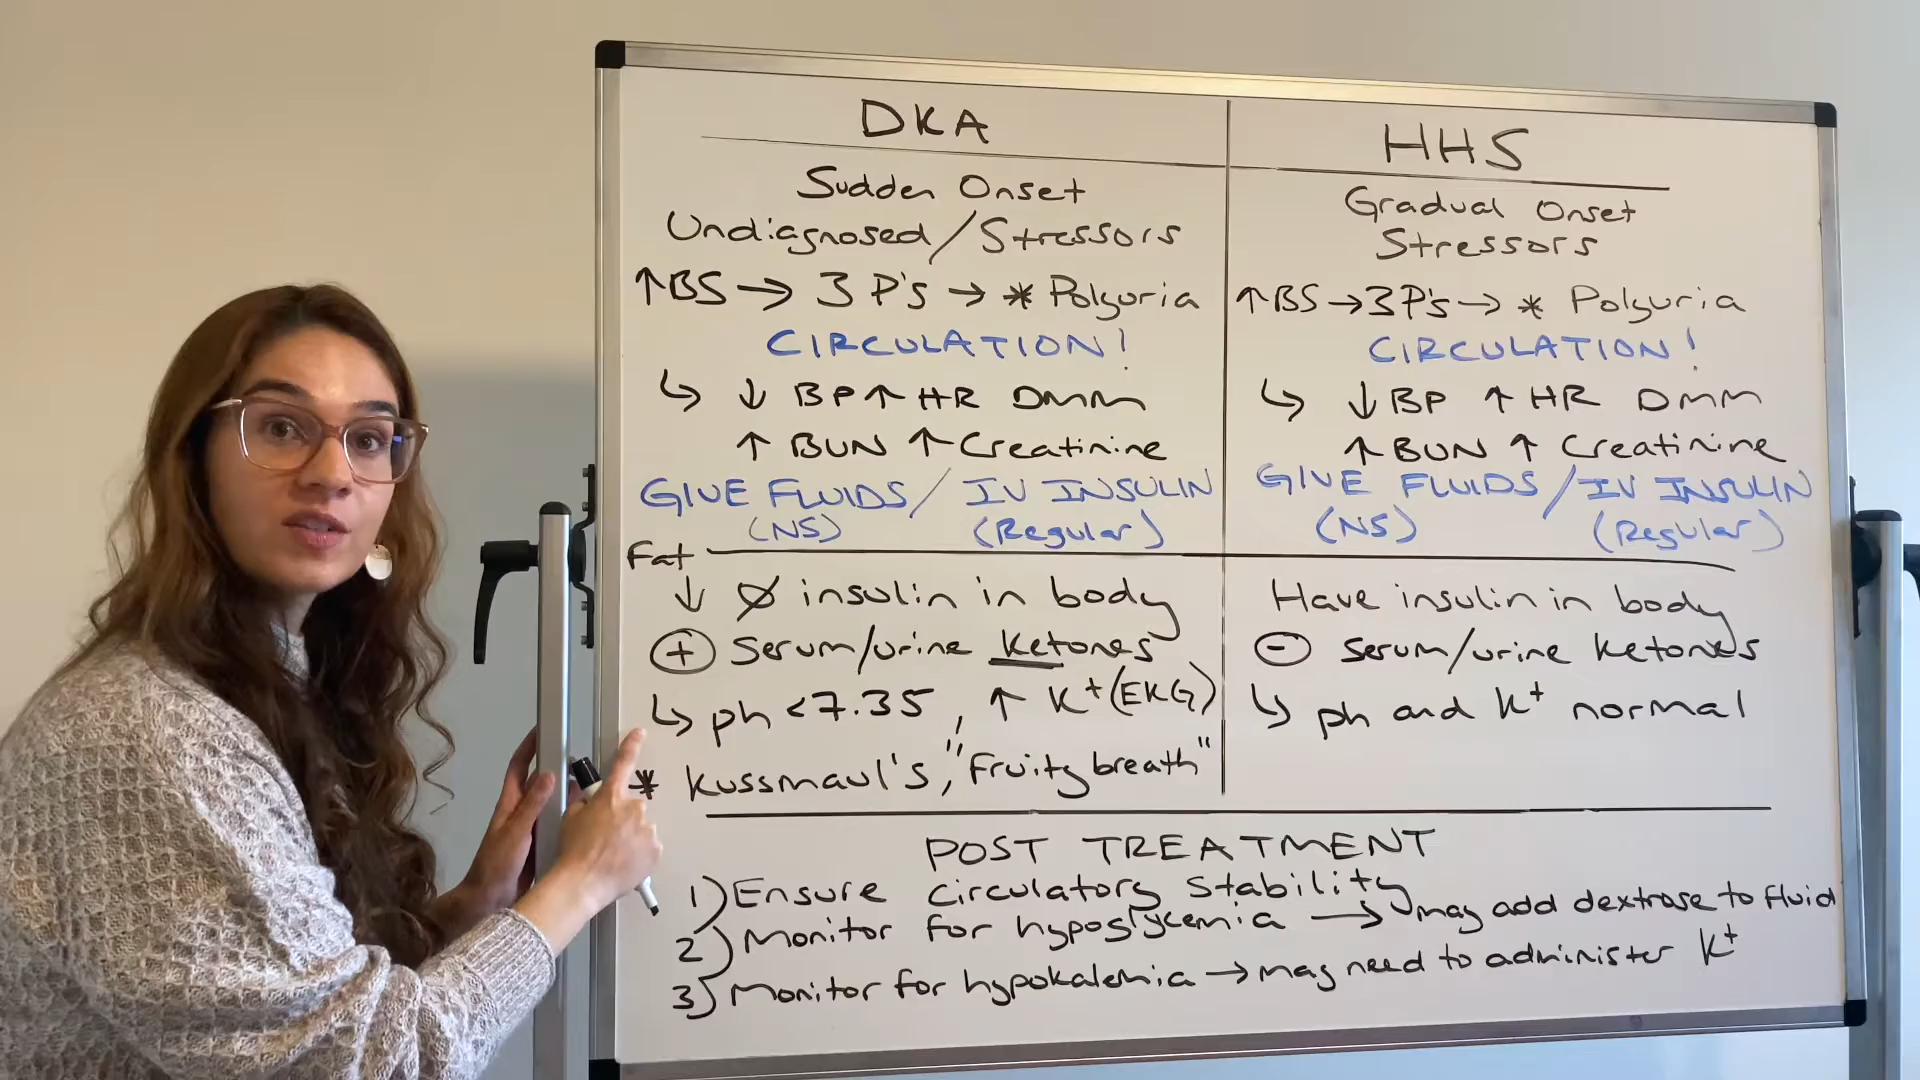 DKA
Sudden Onset
Undiagnosed/Stressors
↑BS → 3 P's → * Polyuria
CIRCULATION!
↳ ↓ BP ↑ HR DMM
↑ BUN ↑ Creatinine
GIVE FLUIDS / IV INSULIN
(NS) (Regular)
Fat
↓ Ø insulin in body
⊕ Serum/urine Ketones
↳ ph <7.35, ↑ K+ (EKG)
* Kussmaul's, "Fruity breath"
HHS
Gradual Onset
Stressors
↑BS → 3P's → * Polyuria
CIRCULATION!
↳ ↓ BP ↑ HR DMM
↑ BUN ↑ Creatinine
GIVE FLUIDS / IV INSULIN
(NS) (Regular)
Have insulin in body
⊖ Serum/urine Ketones
↳ ph and K+ normal
POST TREATMENT
1) Ensure circulatory stability
2) Monitor for hypoglycemia → may add dextrose to fluid
3) Monitor for hypokalemia → may need to administer K+